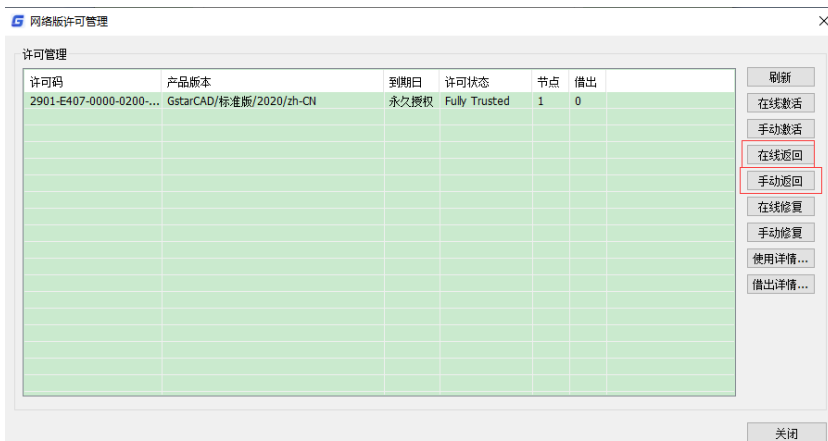 G 网络版许可管理
许可管理
许可码 产品版本 到期日 许可状态 节点 借出
2901-E407-0000-0200-... GstarCAD/标准版/2020/zh-CN 永久授权 Fully Trusted 1 0
刷新
在线激活
手动激活
在线返回
手动返回
在线修复
手动修复
使用详情...
借出详情...
关闭